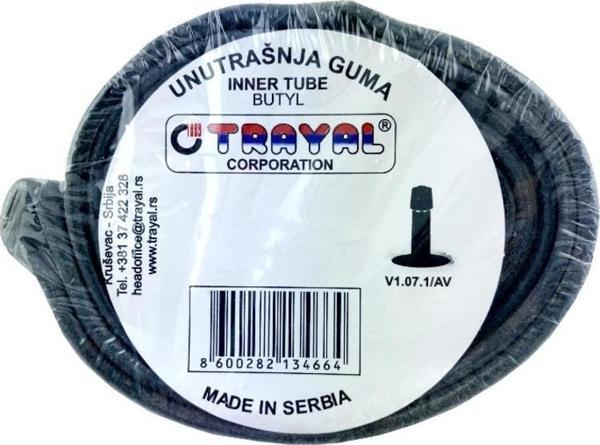 UNUTRAŠNJA GUMA
INNER TUBE
BUTYL
TRAYAL®
CORPORATION
Kruševac - Srbija
Tel. +381 37 422 328
headoffice@trayal.rs
www.trayal.rs
V1.07.1/AV
8 600282 134664
MADE IN SERBIA